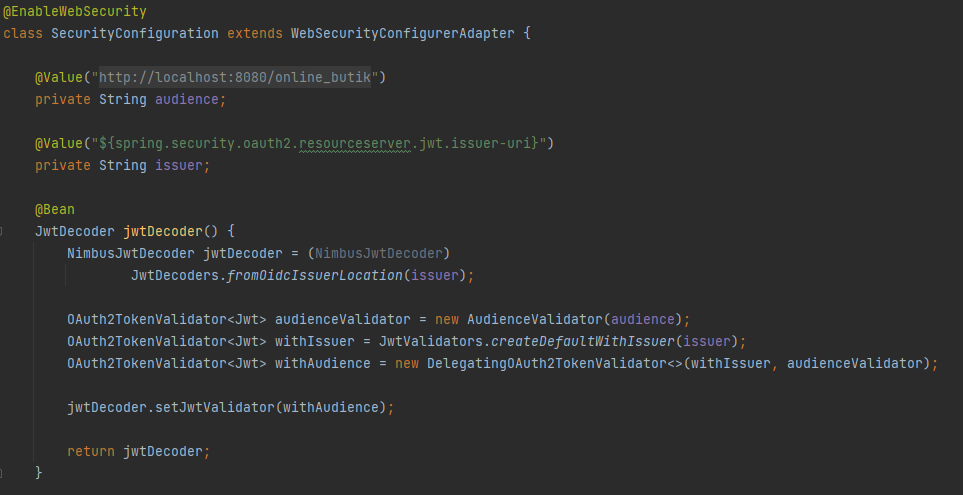 @EnableWebSecurity
class SecurityConfiguration extends WebSecurityConfigurerAdapter {
@Value("http://localhost:8080/online_butik")
private String audience;
@Value("${spring.security.oauth2.resourceserver.jwt.issuer-uri}")
private String issuer;
@Bean
JwtDecoder jwtDecoder() {
NimbusJwtDecoder jwtDecoder = (NimbusJwtDecoder)
JwtDecoders.fromOidcIssuerLocation(issuer);
OAuth2TokenValidator<Jwt> audienceValidator = new AudienceValidator(audience);
OAuth2TokenValidator<Jwt> withIssuer = JwtValidators.createDefaultWithIssuer(issuer);
OAuth2TokenValidator<Jwt> withAudience = new DelegatingOAuth2TokenValidator<>(withIssuer, audienceValidator);
jwtDecoder.setJwtValidator(withAudience);
return jwtDecoder;
}